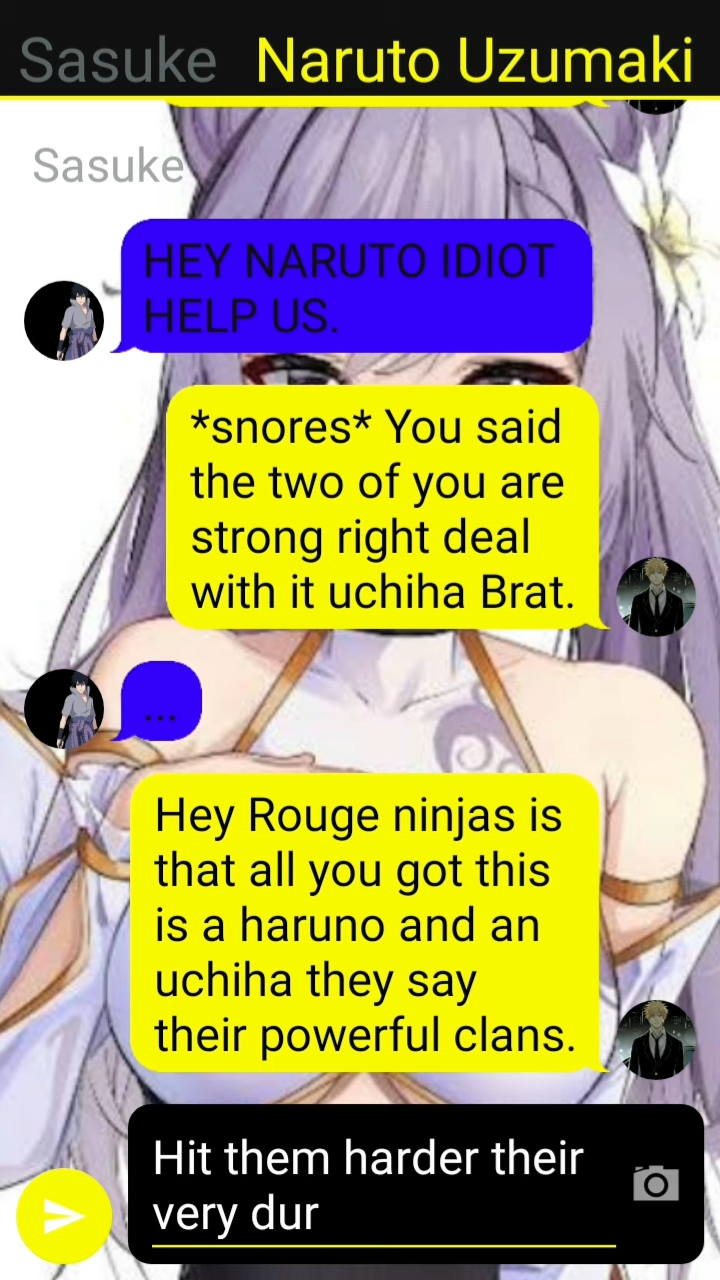 Sasuke Naruto Uzumaki
Sasuke
HEY NARUTO IDIOT
HELP US.
*snores* You said
the two of you are
strong right deal
with it uchiha Brat.
...
Hey Rouge ninjas is
that all you got this
is a haruno and an
uchiha they say
their powerful clans.
Hit them harder their
very dur